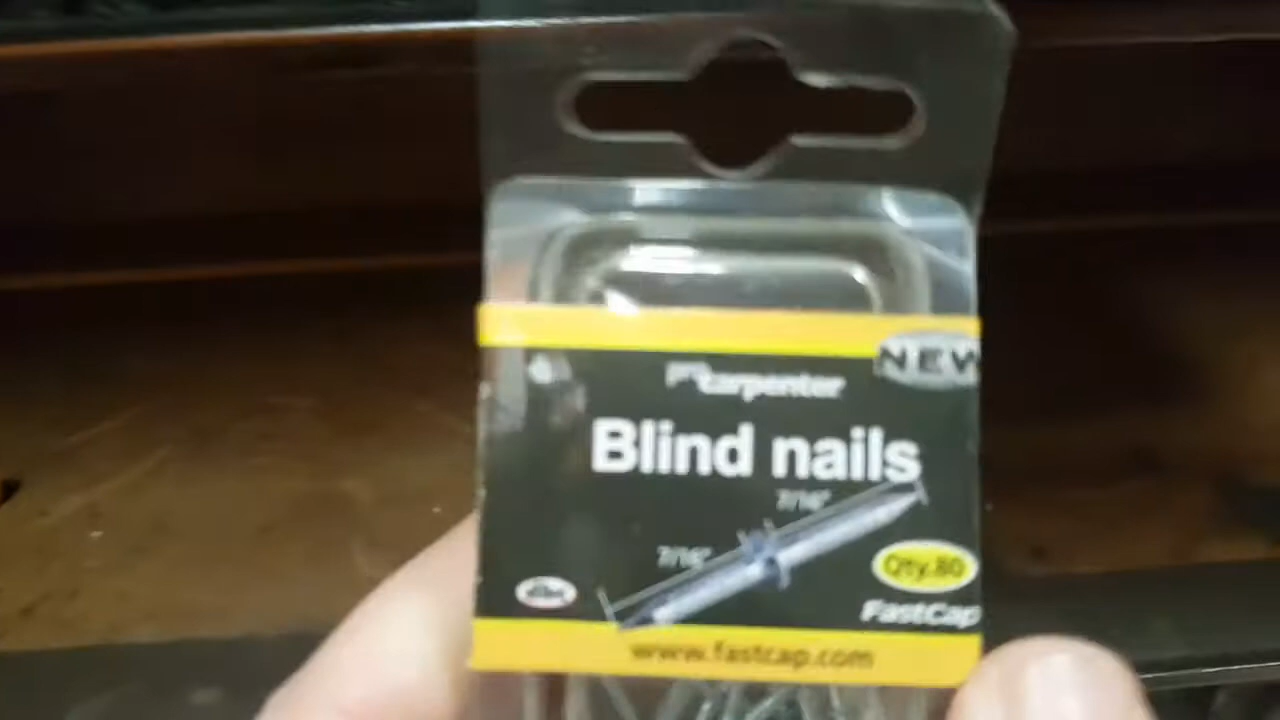 NEW
carpenter
Blind nails
7/16"
7/16"
Qty.80
FastCap
www.fastcap.com